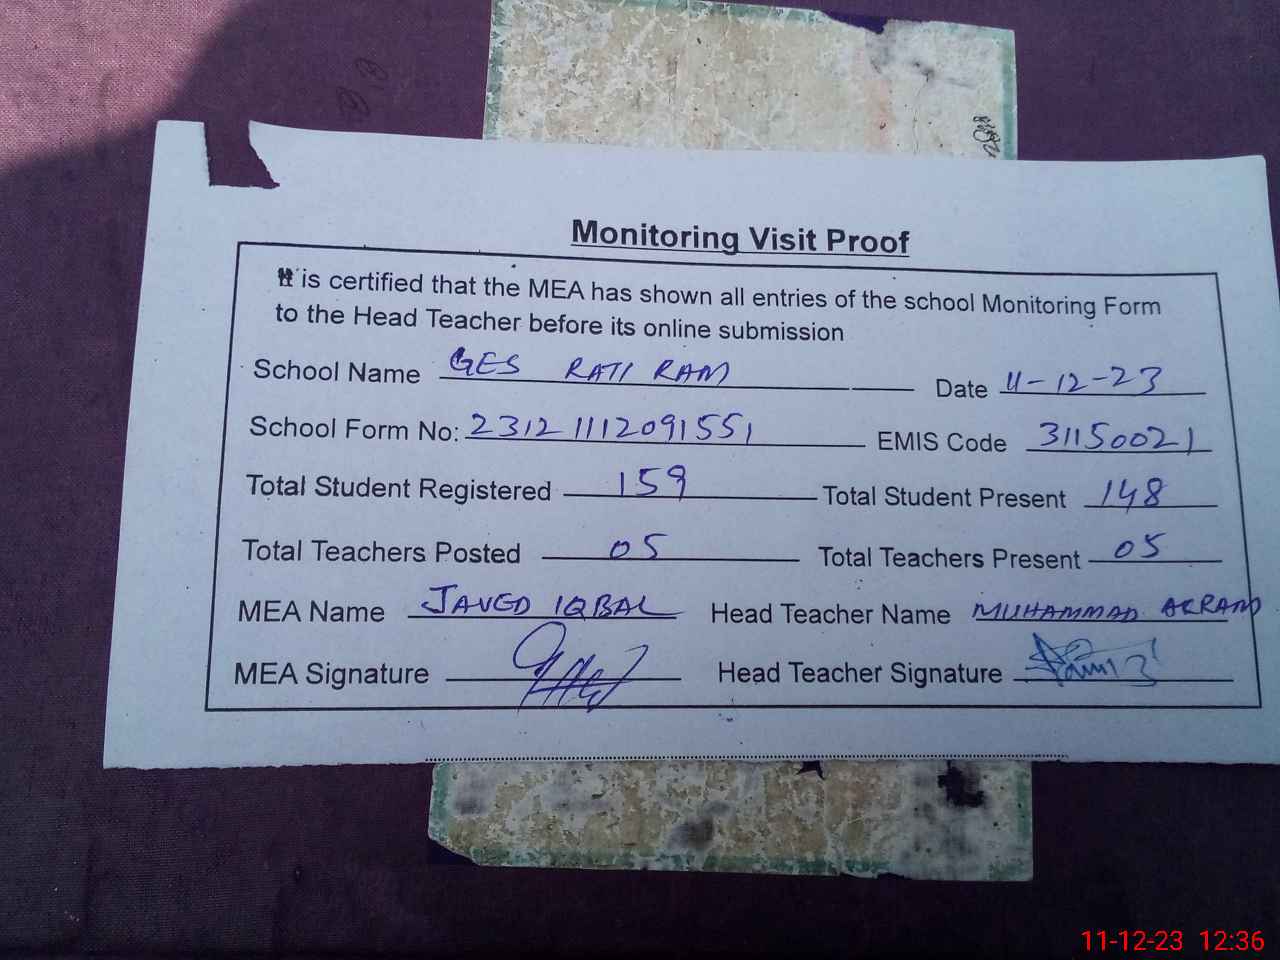 Monitoring Visit Proof
It is certified that the MEA has shown all entries of the school Monitoring Form
to the Head Teacher before its online submission
School Name GES RATI RAM Date 11-12-23
School Form No: 23121112091551 EMIS Code 31150021
Total Student Registered 159 Total Student Present 148
Total Teachers Posted 05 Total Teachers Present 05
MEA Name JAVED IQBAL Head Teacher Name MUHAMMAD AKRAM
MEA Signature Head Teacher Signature
11-12-23 12:36